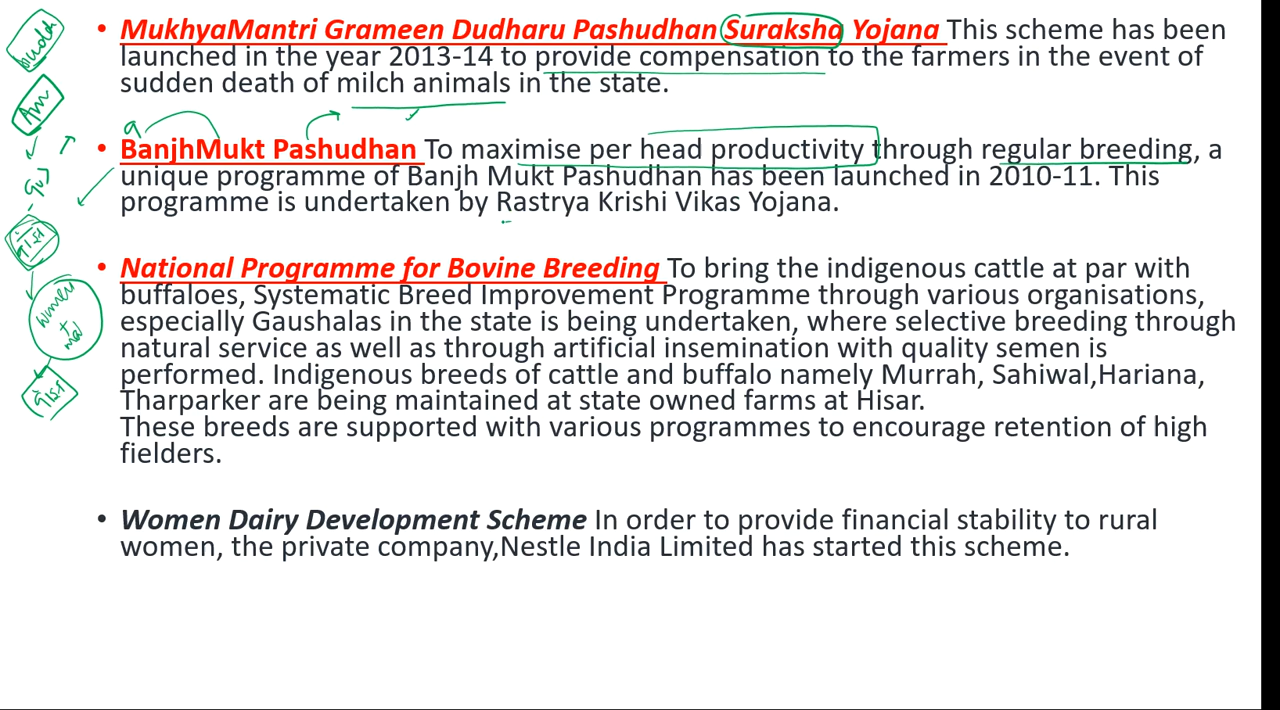 • MukhyaMantri Grameen Dudharu Pashudhan Suraksha Yojana This scheme has been
launched in the year 2013-14 to provide compensation to the farmers in the event of
sudden death of milch animals in the state.
• BanjhMukt Pashudhan To maximise per head productivity through regular breeding, a
unique programme of Banjh Mukt Pashudhan has been launched in 2010-11. This
programme is undertaken by Rastrya Krishi Vikas Yojana.
• National Programme for Bovine Breeding To bring the indigenous cattle at par with
buffaloes, Systematic Breed Improvement Programme through various organisations,
especially Gaushalas in the state is being undertaken, where selective breeding through
natural service as well as through artificial insemination with quality semen is
performed. Indigenous breeds of cattle and buffalo namely Murrah, Sahiwal,Hariana,
Tharparker are being maintained at state owned farms at Hisar.
These breeds are supported with various programmes to encourage retention of high
fielders.
• Women Dairy Development Scheme In order to provide financial stability to rural
women, the private company,Nestle India Limited has started this scheme.
women